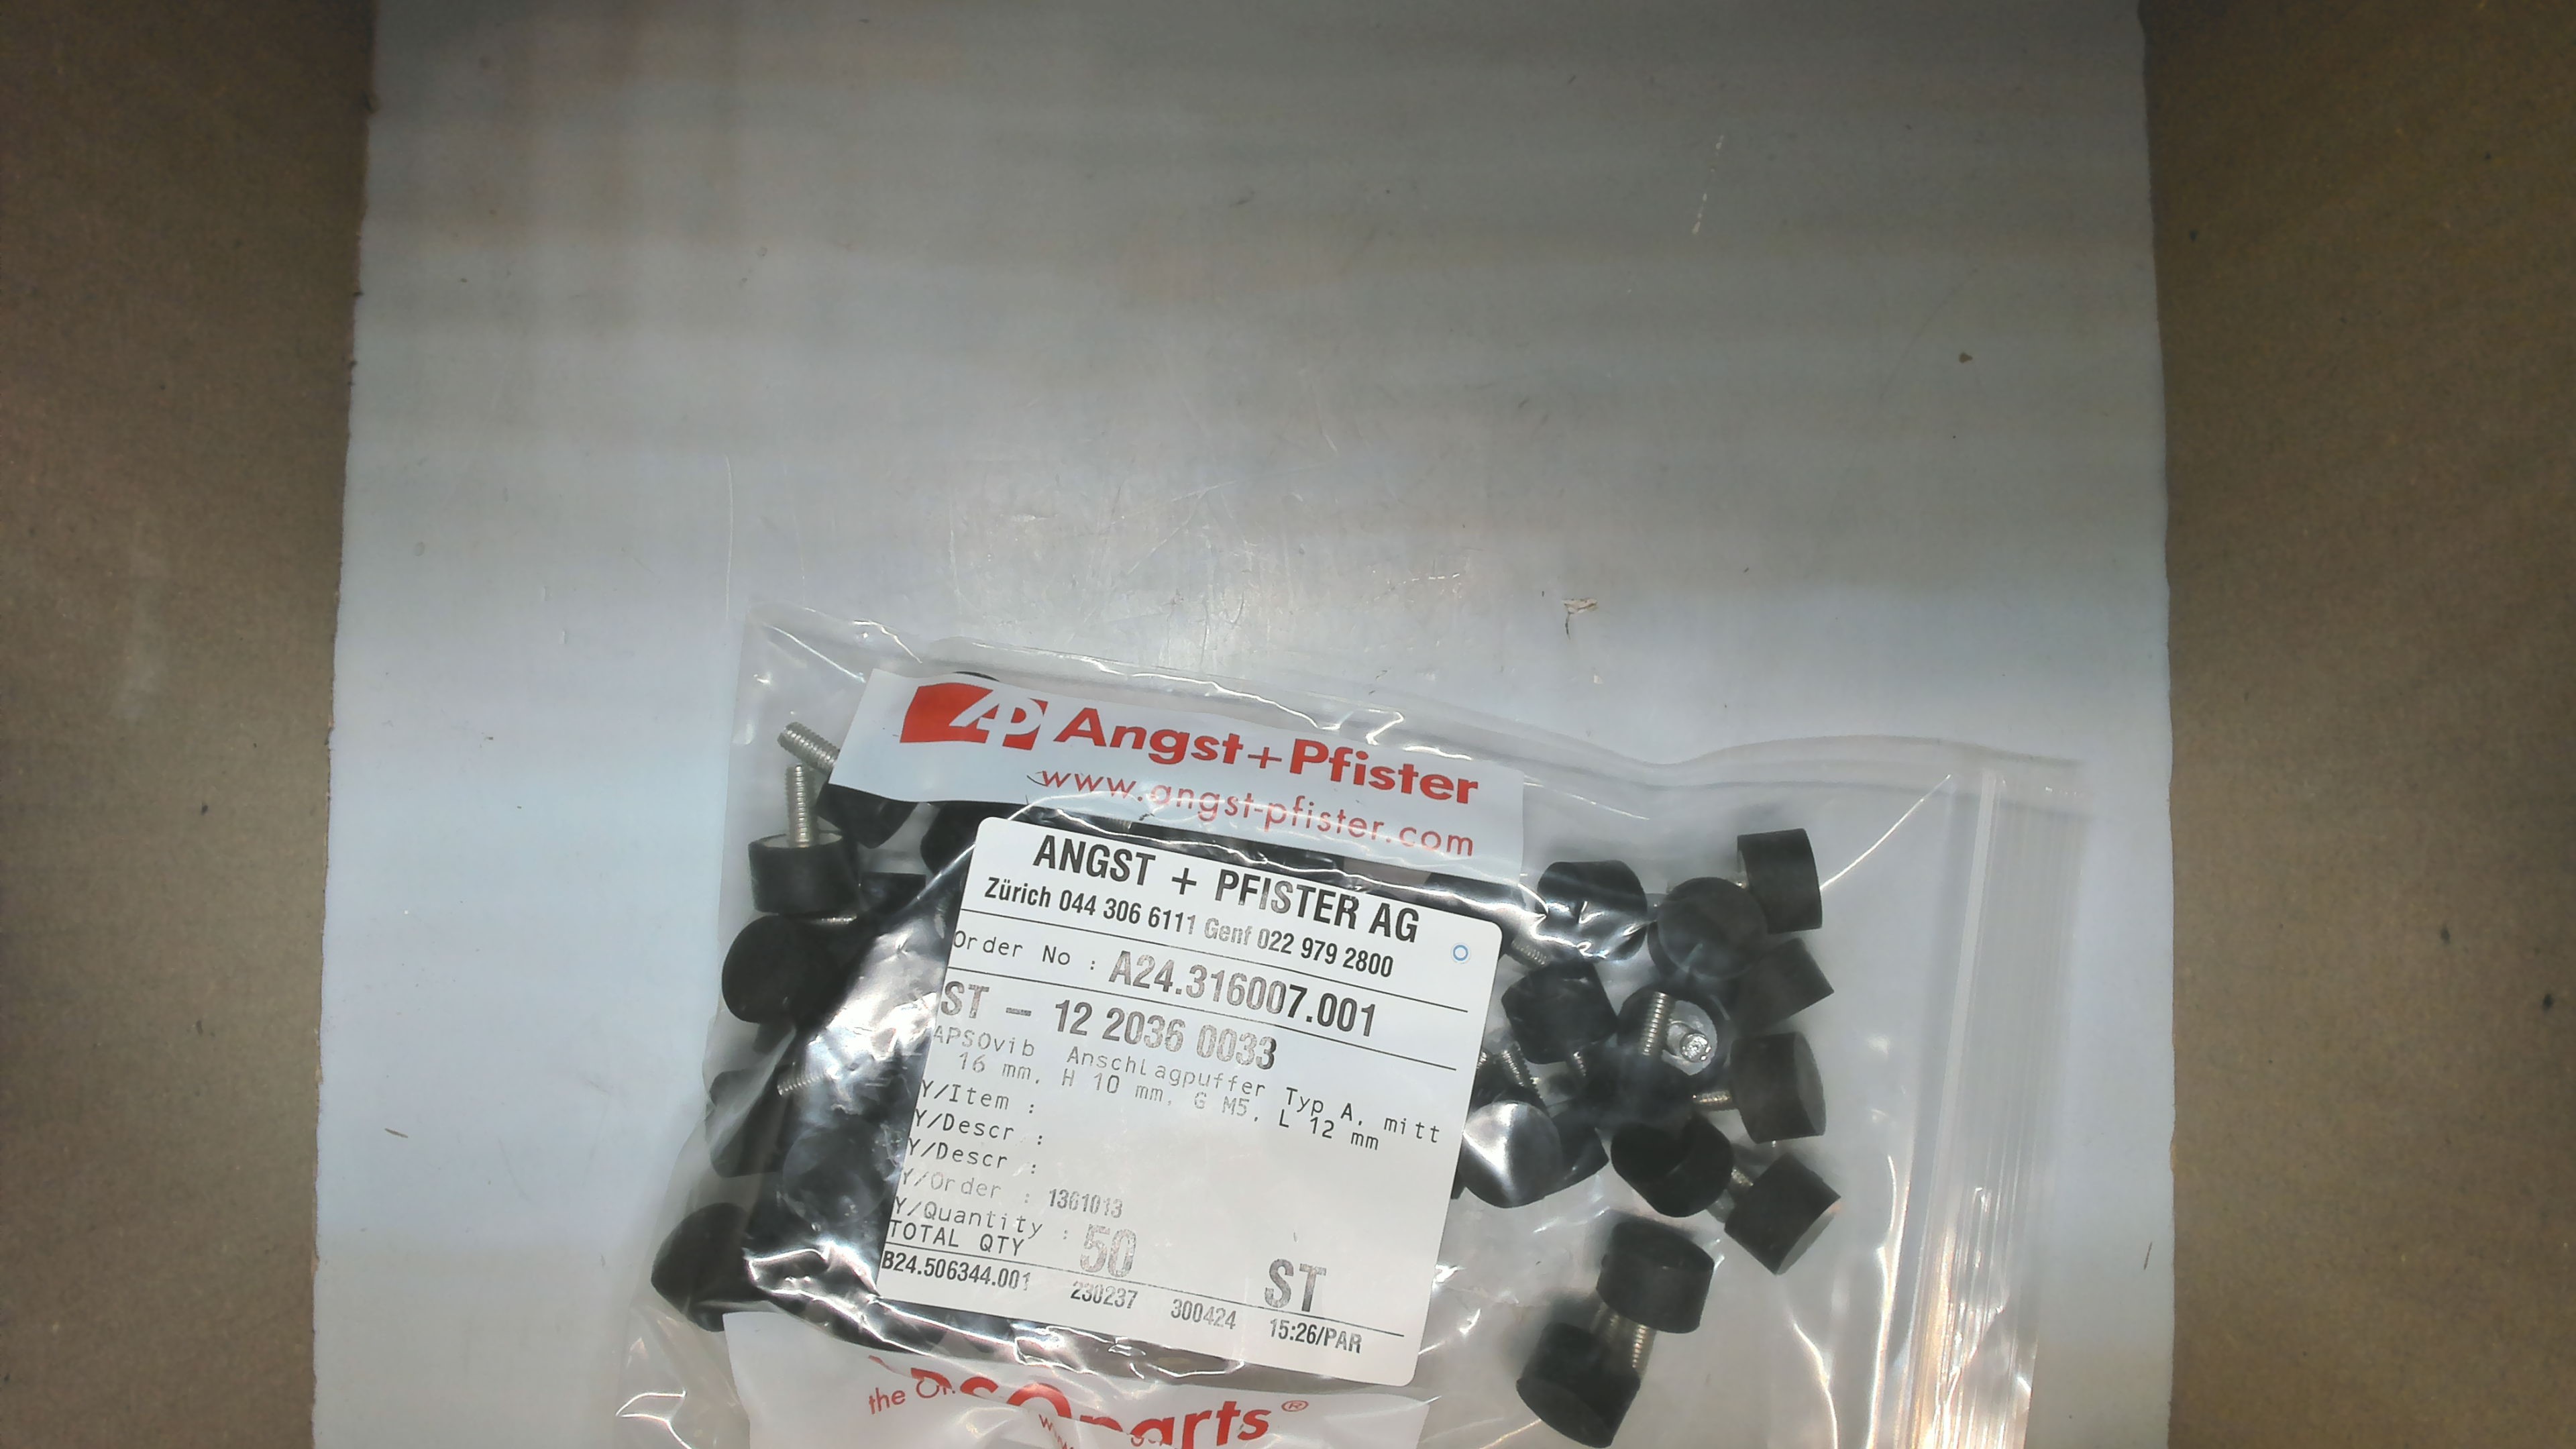 Angst+Pfister
www.angst-pfister.com
ANGST + PFISTER AG
Zürich 044 306 6111 Genf 022 979 2800
Order No : A24.316007.001
ST - 12 2036 0033
APSOvib Anschlagpuffer Typ A, mitt
16 mm, H 10 mm, G M5, L 12 mm
Y/Item :
Y/Descr :
Y/Descr :
Y/Order : 1361013
Y/Quantity :
TOTAL QTY 50 ST
B24.506344.001 230237 300424 15:26/PAR
the
parts®